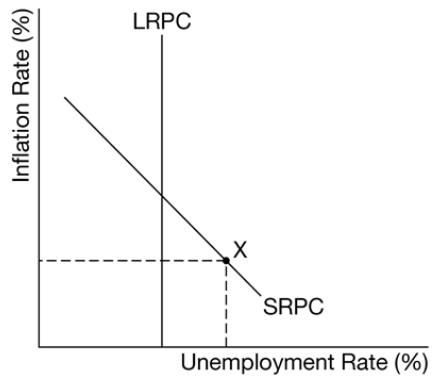 LRPC
Inflation Rate (%)
X
SRPC
Unemployment Rate (%)